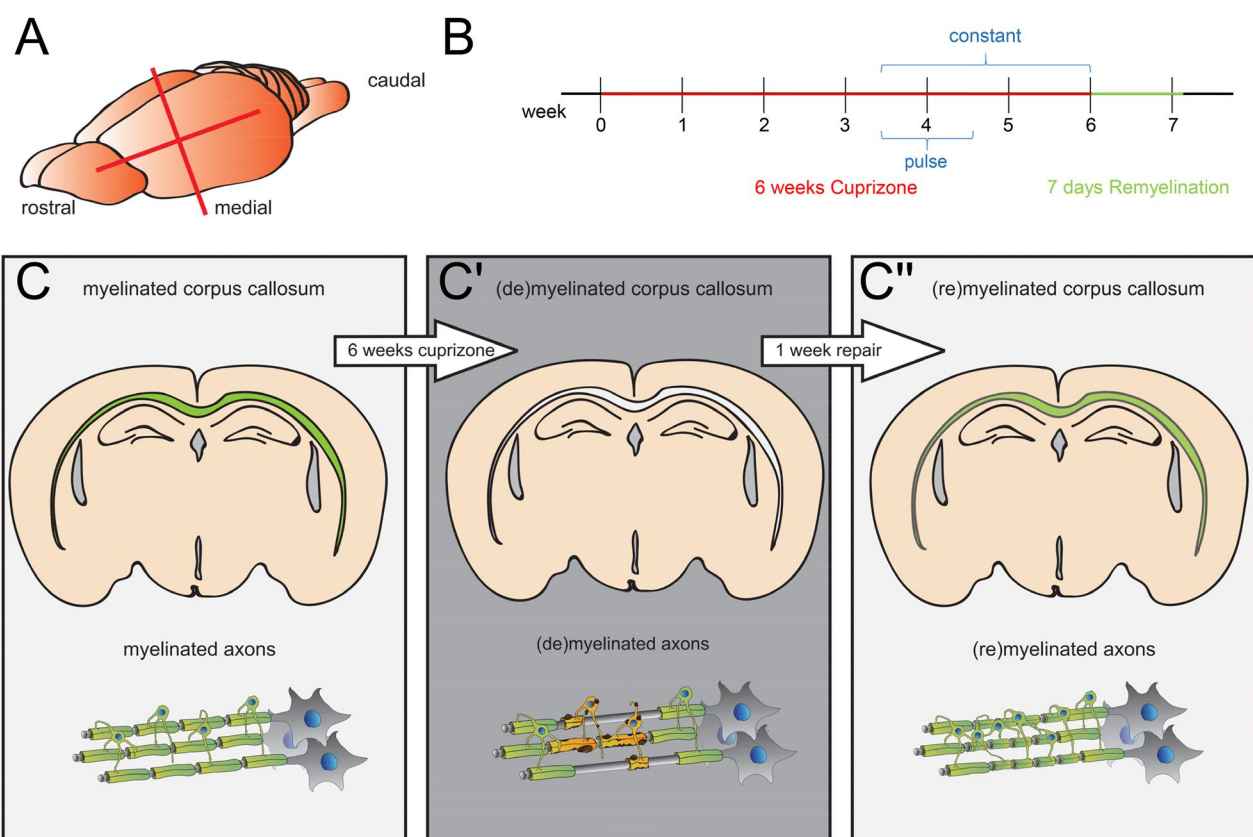 A
caudal
rostral
medial
B
constant
week
0 1 2 3 4 5 6 7
pulse
6 weeks Cuprizone
7 days Remyelination
C
myelinated corpus callosum
6 weeks cuprizone
myelinated axons
C'
(de)myelinated corpus callosum
1 week repair
(de)myelinated axons
C''
(re)myelinated corpus callosum
(re)myelinated axons